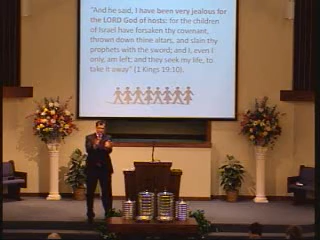 "And he said, I have been very jealous for
the LORD God of hosts: for the children
of Israel have forsaken thy covenant,
thrown down thine altars, and slain thy
prophets with the sword; and I, even I
only, am left; and they seek my life, to
take it away" (1 Kings 19:10).